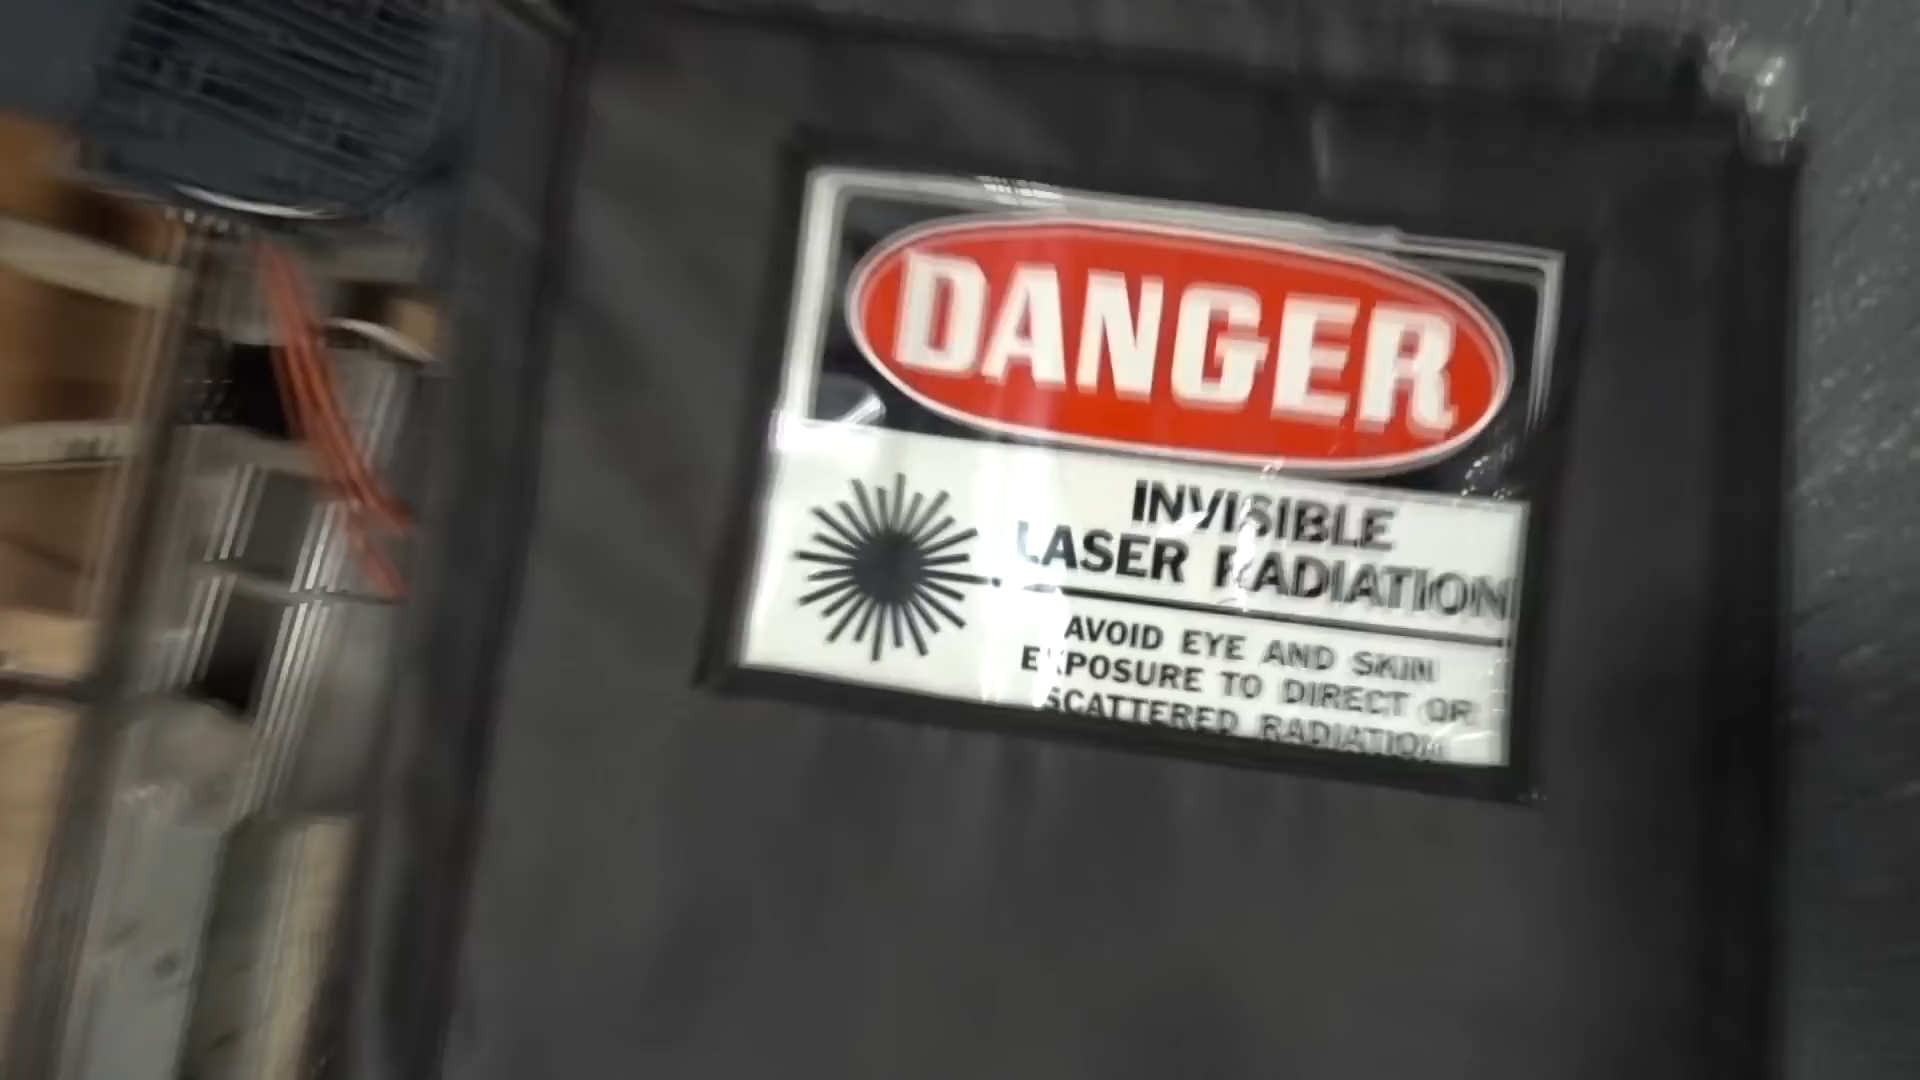 DANGER
INVISIBLE
LASER RADIATION
AVOID EYE AND SKIN
EXPOSURE TO DIRECT OR
SCATTERED RADIATION